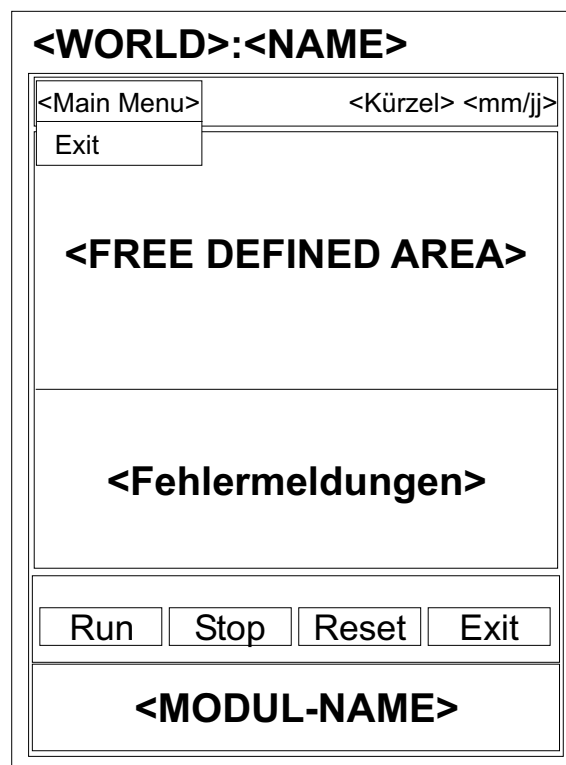 <WORLD>:<NAME>
<Main Menu> <Kürzel> <mm/jj>
Exit
<FREE DEFINED AREA>
<Fehlermeldungen>
Run Stop Reset Exit
<MODUL-NAME>